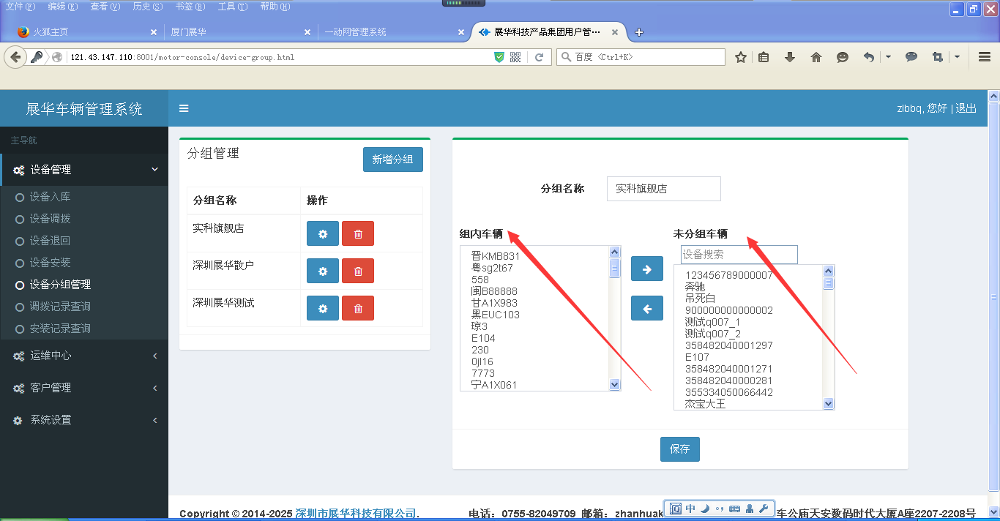 文件(F) 编辑(E) 查看(V) 历史(S) 书签(B) 工具(T) 帮助(H)
火狐主页 厦门展华 一动网管理系统 展华科技产品集团用户管···
121.43.147.110:8001/motor-console/device-group.html 百度 <Ctrl+K>
展华车辆管理系统
zlbbq, 您好 | 退出
主导航
设备管理
设备入库
设备调拨
设备退回
设备安装
设备分组管理
调拨记录查询
安装记录查询
运维中心
客户管理
系统设置
分组管理
新增分组
分组名称 操作
实科旗舰店
深圳展华散户
深圳展华测试
分组名称 实科旗舰店
组内车辆
晋KMB831
粤sg2t67
558
闽B88888
甘A1X983
黑EUC103
琼3
E104
230
0jl16
7773
宁A1X061
未分组车辆
设备搜索
123456789000007
奔驰
吊死白
900000000000002
测试q007_1
测试q007_2
358482040001297
E107
358482040001271
358482040000281
355334050066442
杰宝大王
保存
Copyright © 2014-2025 深圳市展华科技有限公司. 电话：0755-82049709 邮箱：zhanhuak 中 车公庙天安数码时代大厦A座2207-2208号